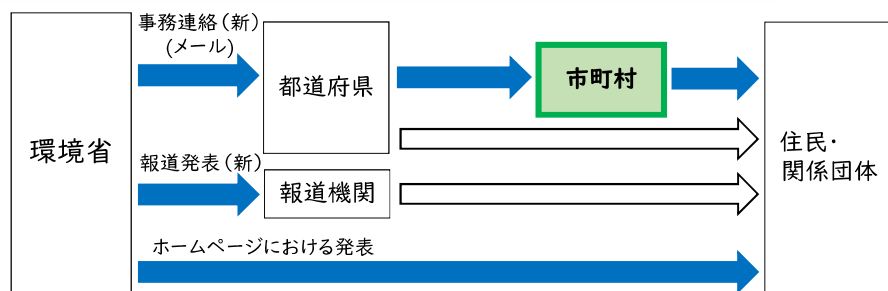 事務連絡(新)
(メール)
都道府県
市町村
環境省
住民・
関係団体
報道発表(新)
報道機関
ホームページにおける発表